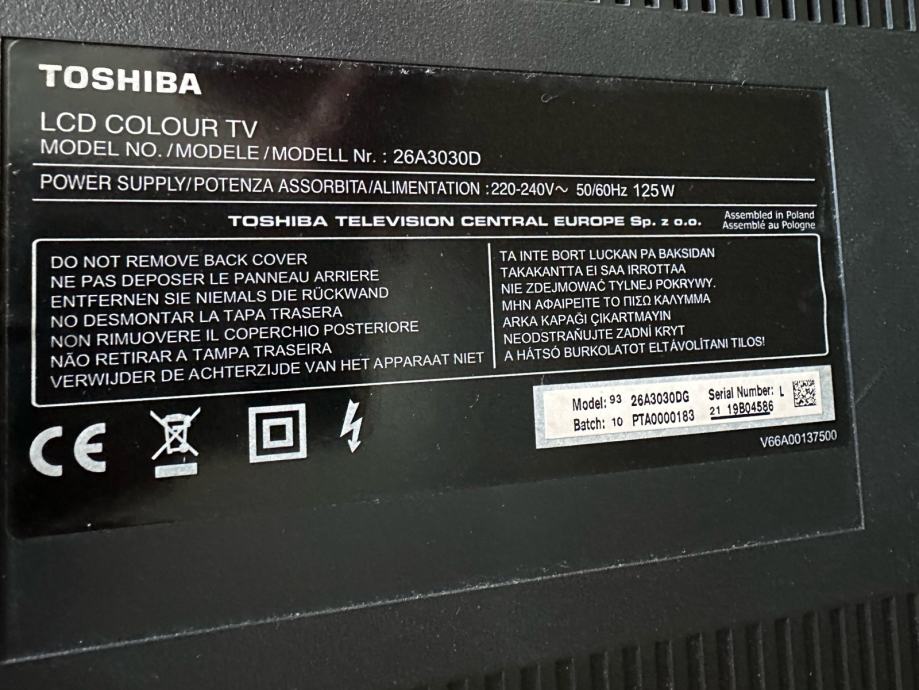 TOSHIBA
LCD COLOUR TV
MODEL NO./MODELE/MODELL Nr. : 26A3030D
POWER SUPPLY/POTENZA ASSORBITA/ALIMENTATION :220-240V~ 50/60Hz 125W
TOSHIBA TELEVISION CENTRAL EUROPE Sp. z o.o.
Assembled in Poland
Assemblé au Pologne
DO NOT REMOVE BACK COVER
NE PAS DEPOSER LE PANNEAU ARRIERE
ENTFERNEN SIE NIEMALS DIE RÜCKWAND
NO DESMONTAR LA TAPA TRASERA
NON RIMUOVERE IL COPERCHIO POSTERIORE
NÃO RETIRAR A TAMPA TRASEIRA
VERWIJDER DE ACHTERZIJDE VAN HET APPARAAT NIET
TA INTE BORT LUCKAN PÅ BAKSIDAN
TAKAKANTTA EI SAA IRROTTAA
NIE ZDEJMOWAĆ TYLNEJ POKRYWY.
ΜΗΝ ΑΦΑΙΡΕΙΤΕ ΤΟ ΠΙΣΩ ΚΑΛΥΜΜΑ
ARKA KAPAĞI ÇIKARTMAYIN
NEODSTRAŇUJTE ZADNÍ KRYT
A HÁTSÓ BURKOLATOT ELTÁVOLÍTANI TILOS!
Model: 93 26A3030DG Serial Number: L
Batch: 10 PTA0000183 21 19B04586
V66A00137500
CE